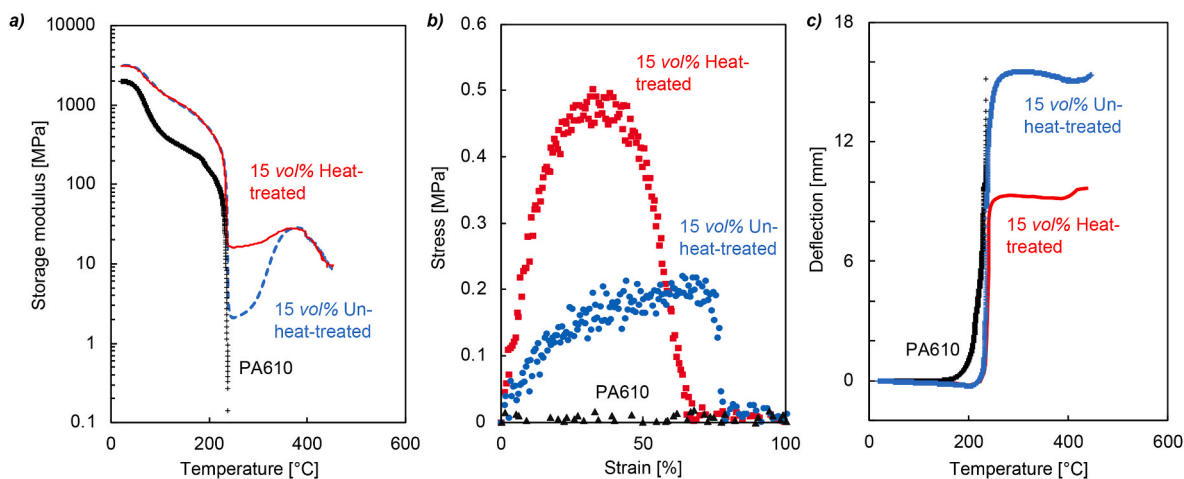 a)
10000
1000
100
10
1
0.1
Storage modulus [MPa]
15 vol% Heat-
treated
15 vol% Un-
heat-treated
PA610
0
200
400
600
Temperature [°C]
b)
0.6
0.5
0.4
0.3
0.2
0.1
0
Stress [MPa]
15 vol% Heat-
treated
15 vol% Un-
heat-treated
PA610
0
50
100
Strain [%]
c)
18
12
6
0
Deflection [mm]
15 vol% Un-
heat-treated
15 vol% Heat-
treated
PA610
0
200
400
600
Temperature [°C]